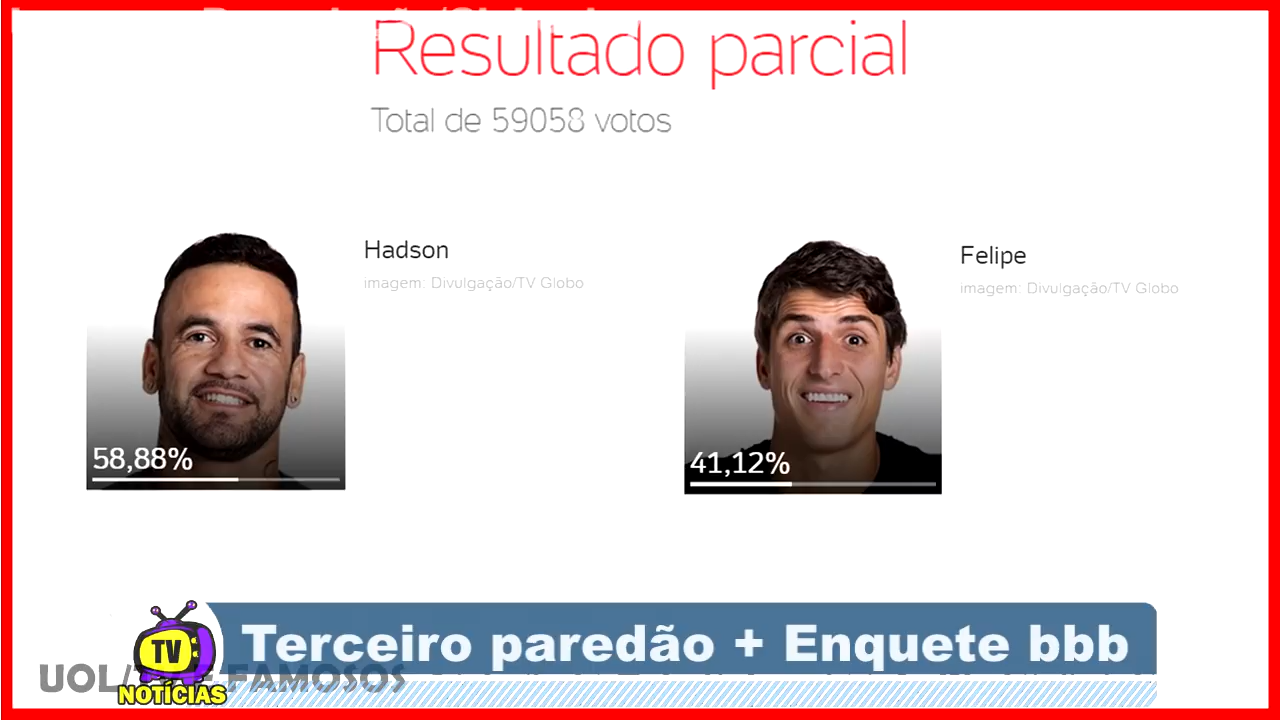 Resultado parcial
Total de 59058 votos
Hadson
imagem: Divulgação/TV Globo
58,88%
Felipe
imagem: Divulgação/TV Globo
41,12%
Terceiro paredão + Enquete bbb
TV
NOTÍCIAS
UOL/
FAMOSOS